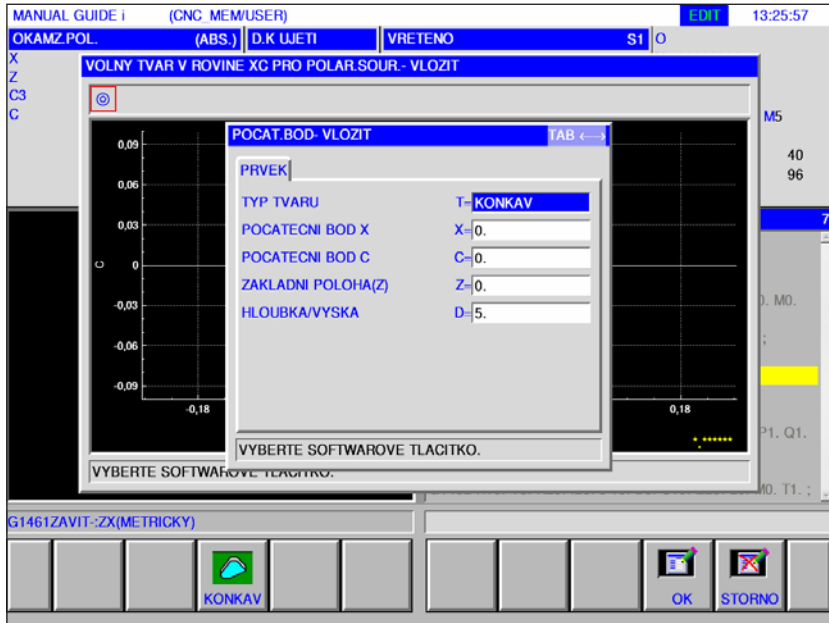 MANUAL GUIDE i (CNC_MEM/USER) EDIT 13:25:57
OKAMZ.POL. (ABS.) D.K UJETI VRETENO S1 O
X
Z
C3
C
VOLNY TVAR V ROVINE XC PRO POLAR.SOUR.- VLOZIT
M5
40
96
7
POCAT.BOD- VLOZIT TAB ←→
PRVEK
TYP TVARU T= KONKAV
POCATECNI BOD X X= 0.
POCATECNI BOD C C= 0.
ZAKLADNI POLOHA(Z) Z= 0.
HLOUBKA/VYSKA D= 5.
VYBERTE SOFTWAROVE TLACITKO.
0,09
0,06
0,03
C 0
-0,03
-0,06
-0,09
-0,18 0,18
*.******
0. M0.
;
P1. Q1.
M0. T1. ;
VYBERTE SOFTWAROVE TLACITKO.
G1461ZAVIT-:ZX(METRICKY)
KONKAV OK STORNO